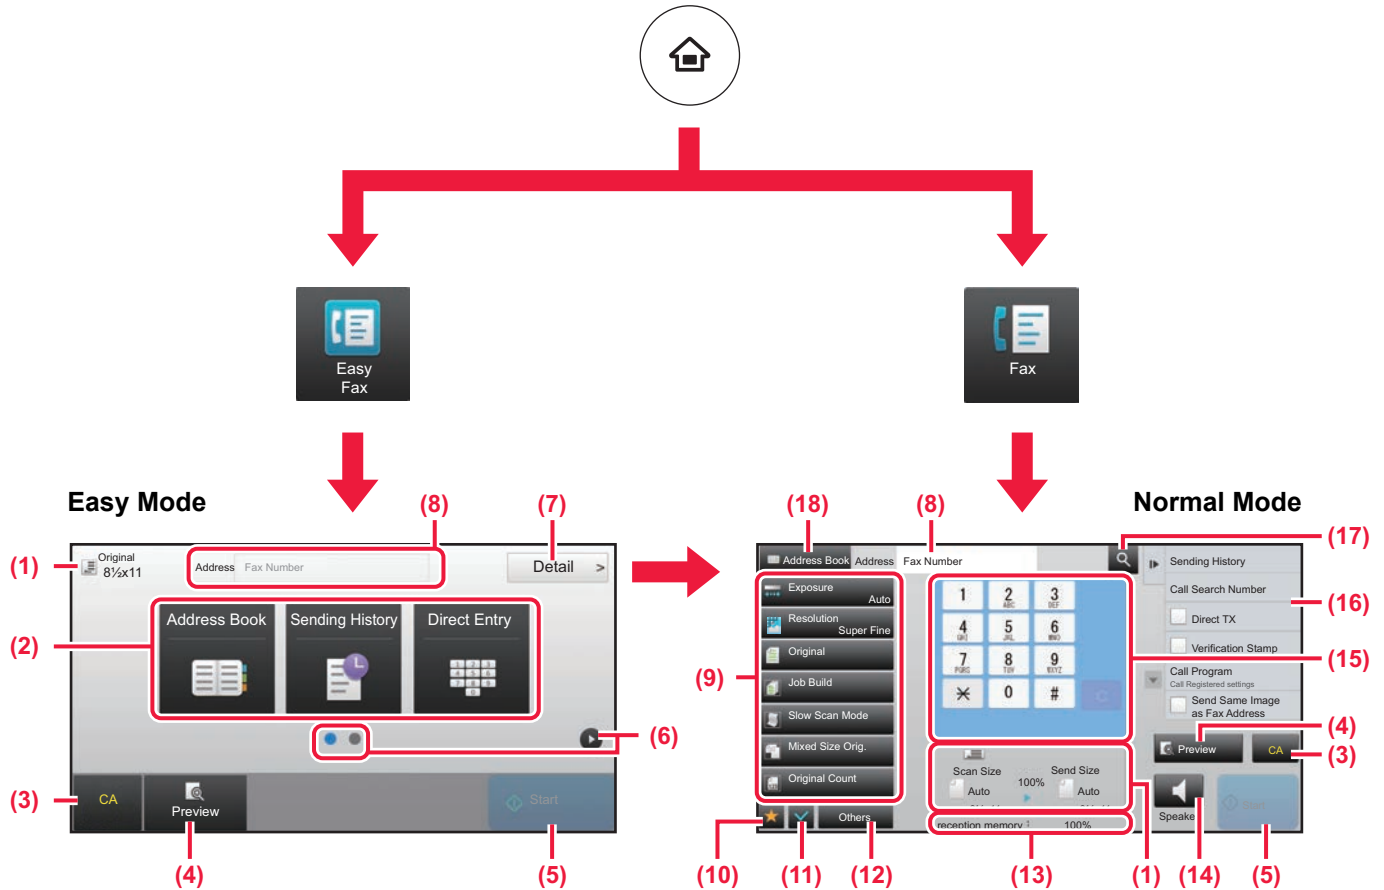 Easy
Fax
Fax
Easy Mode
Normal Mode
(8)
(7)
(18)
(8)
(17)
(1)
Original
8½x11
Address
Fax Number
Detail >
Address Book
Sending History
Direct Entry
(2)
(6)
(3)
CA
Preview
Start
(4)
(5)
Address Book
Address
Fax Number
Sending History
Call Search Number
(16)
Direct TX
Verification Stamp
(15)
Call Program
Call Registered settings
Send Same Image
as Fax Address
(4)
Preview
CA
(3)
(9)
Exposure
Auto
Resolution
Super Fine
Original
Job Build
Slow Scan Mode
Mixed Size Orig.
Original Count
1
2
ABC
3
DEF
4
GHI
5
JKL
6
MNO
7
PQRS
8
TUV
9
WXYZ
0
#
C
Scan Size
Auto
100%
Send Size
Auto
Others
reception memory :
100%
Speake
Start
(10)
(11)
(12)
(13)
(1)
(14)
(5)